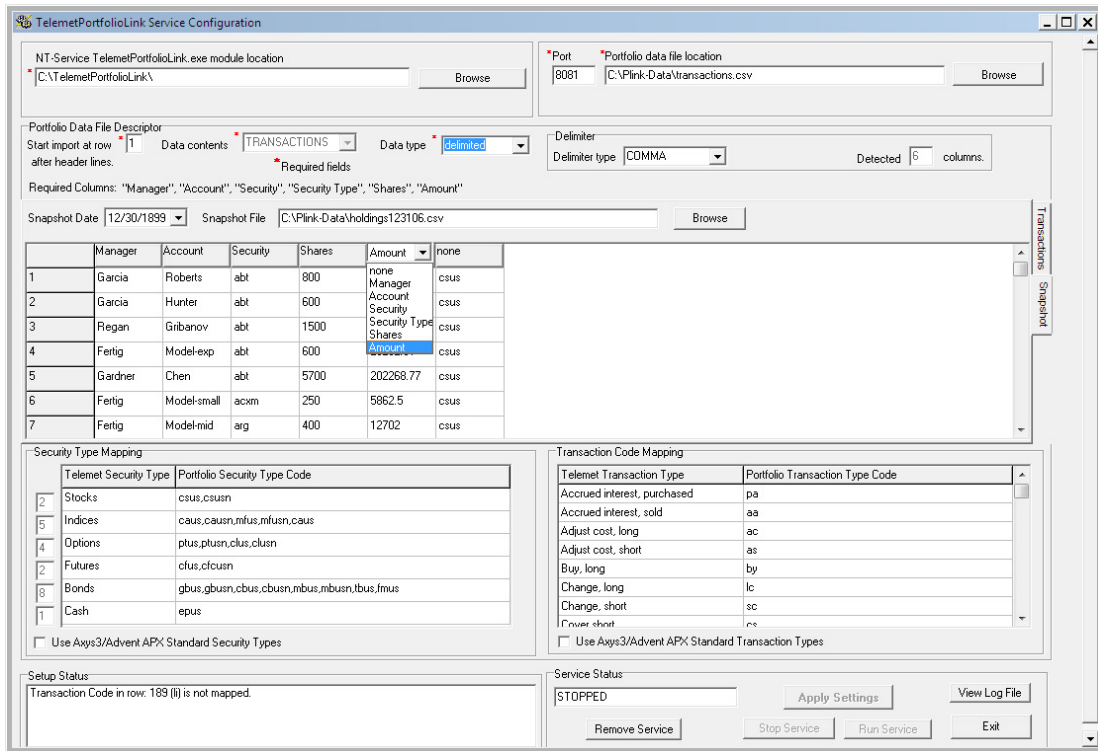 TelemetPortfolioLink Service Configuration
NT-Service TelemetPortfolioLink.exe module location
* C:\TelemetPortfolioLink\ Browse
*Port *Portfolio data file location
8081 C:\Plink-Data\transactions.csv Browse
Portfolio Data File Descriptor
Start import at row * 1 Data contents * TRANSACTIONS Data type * delimited
after header lines. *Required fields
Delimiter
Delimiter type COMMA Detected 6 columns.
Required Columns: "Manager", "Account", "Security", "Security Type", "Shares", "Amount"
Snapshot Date 12/30/1899 Snapshot File C:\Plink-Data\holdings123106.csv Browse
Transactions
Snapshot
Manager Account Security Shares Amount none
none
Manager
Account
Security
Security Type
Shares
Amount
1 Garcia Roberts abt 800 csus
2 Garcia Hunter abt 600 csus
3 Regan Gribanov abt 1500 csus
4 Fertig Model-exp abt 600 csus
5 Gardner Chen abt 5700 202268.77 csus
6 Fertig Model-small acxm 250 5862.5 csus
7 Fertig Model-mid arg 400 12702 csus
Security Type Mapping
Telemet Security Type Portfolio Security Type Code
2 Stocks csus,csusn
5 Indices caus,causn,mfus,mfusn,caus
4 Options ptus,ptusn,clus,clusn
2 Futures cfus,cfcusn
8 Bonds gbus,gbusn,cbus,cbusn,mbus,mbusn,tbus,fmus
1 Cash epus
Use Axys3/Advent APX Standard Security Types
Transaction Code Mapping
Telemet Transaction Type Portfolio Transaction Type Code
Accrued interest, purchased pa
Accrued interest, sold aa
Adjust cost, long ac
Adjust cost, short as
Buy, long by
Change, long lc
Change, short sc
Cover short cs
Use Axys3/Advent APX Standard Transaction Types
Setup Status
Transaction Code in row: 189 (li) is not mapped.
Service Status
STOPPED Apply Settings View Log File
Remove Service Stop Service Run Service Exit